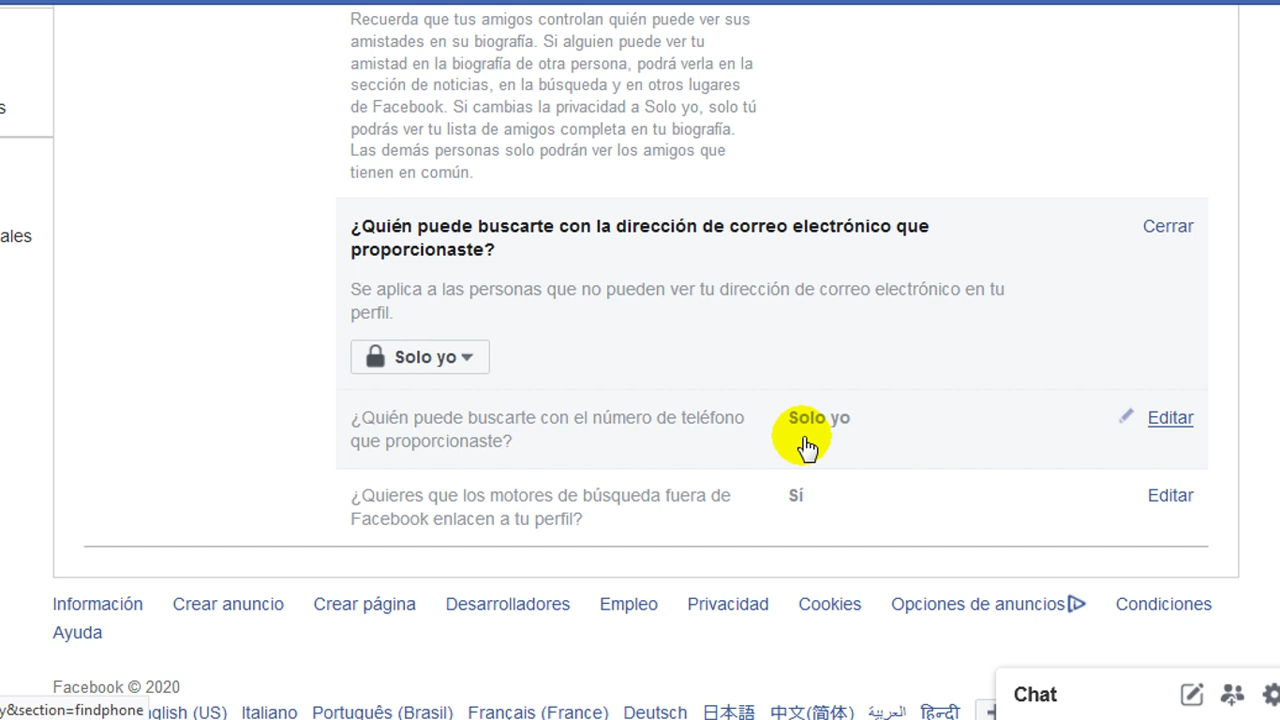 Recuerda que tus amigos controlan quién puede ver sus
amistades en su biografía. Si alguien puede ver tu
amistad en la biografía de otra persona, podrá verla en la
sección de noticias, en la búsqueda y en otros lugares
de Facebook. Si cambias la privacidad a Solo yo, solo tú
podrás ver tu lista de amigos completa en tu biografía.
Las demás personas solo podrán ver los amigos que
tienen en común.
s
ales
¿Quién puede buscarte con la dirección de correo electrónico que
proporcionaste?
Cerrar
Se aplica a las personas que no pueden ver tu dirección de correo electrónico en tu
perfil.
Solo yo
¿Quién puede buscarte con el número de teléfono
que proporcionaste?
Solo yo
Editar
¿Quieres que los motores de búsqueda fuera de
Facebook enlacen a tu perfil?
Sí
Editar
Información Crear anuncio Crear página Desarrolladores Empleo Privacidad Cookies Opciones de anuncios Condiciones
Ayuda
Facebook © 2020
Chat
y&section=findphone
nglish (US) Italiano Português (Brasil) Français (France) Deutsch 日本語 中文(简体) العربية हिन्दी